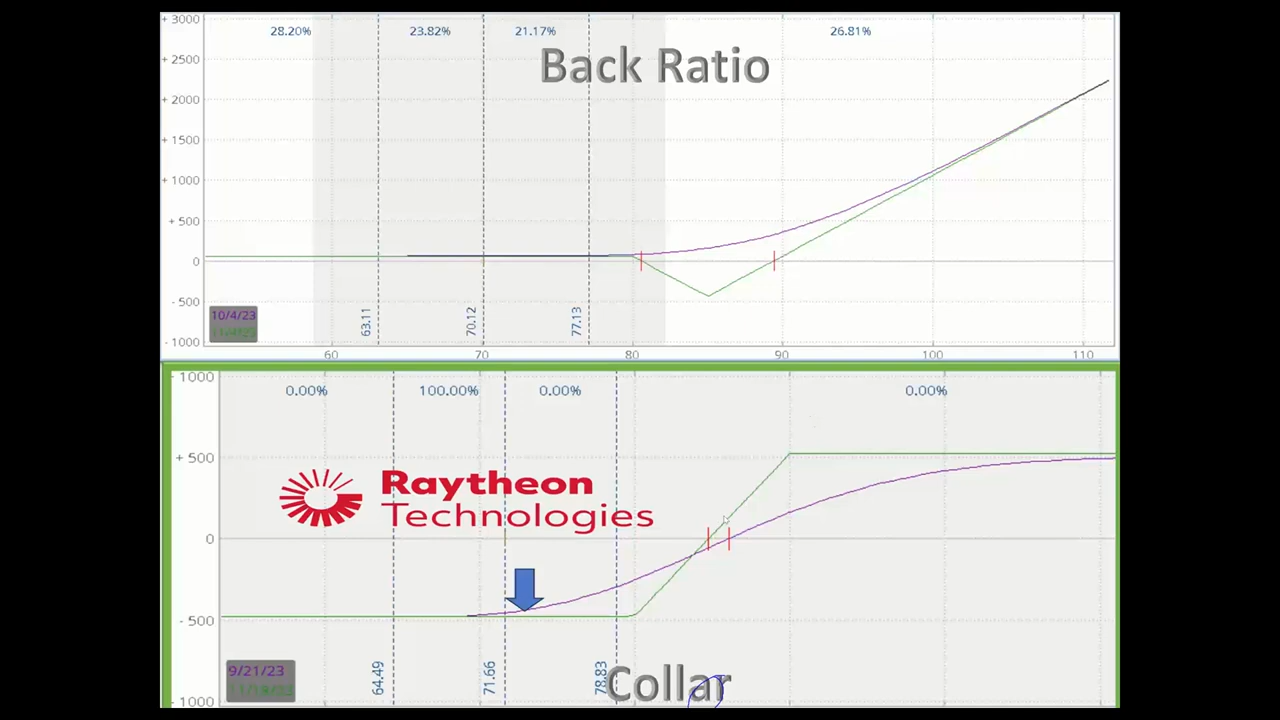 + 3000
28.20% 23.82% 21.17% 26.81%
Back Ratio
+ 2500
+ 2000
+ 1500
+ 1000
+ 500
0
- 500
10/4/23
63.11 70.12 77.13
- 1000
60 70 80 90 100 110
1000
0.00% 100.00% 0.00% 0.00%
+ 500
Raytheon
Technologies
0
- 500
9/21/23
64.49 71.66 78.83
Collar
1000